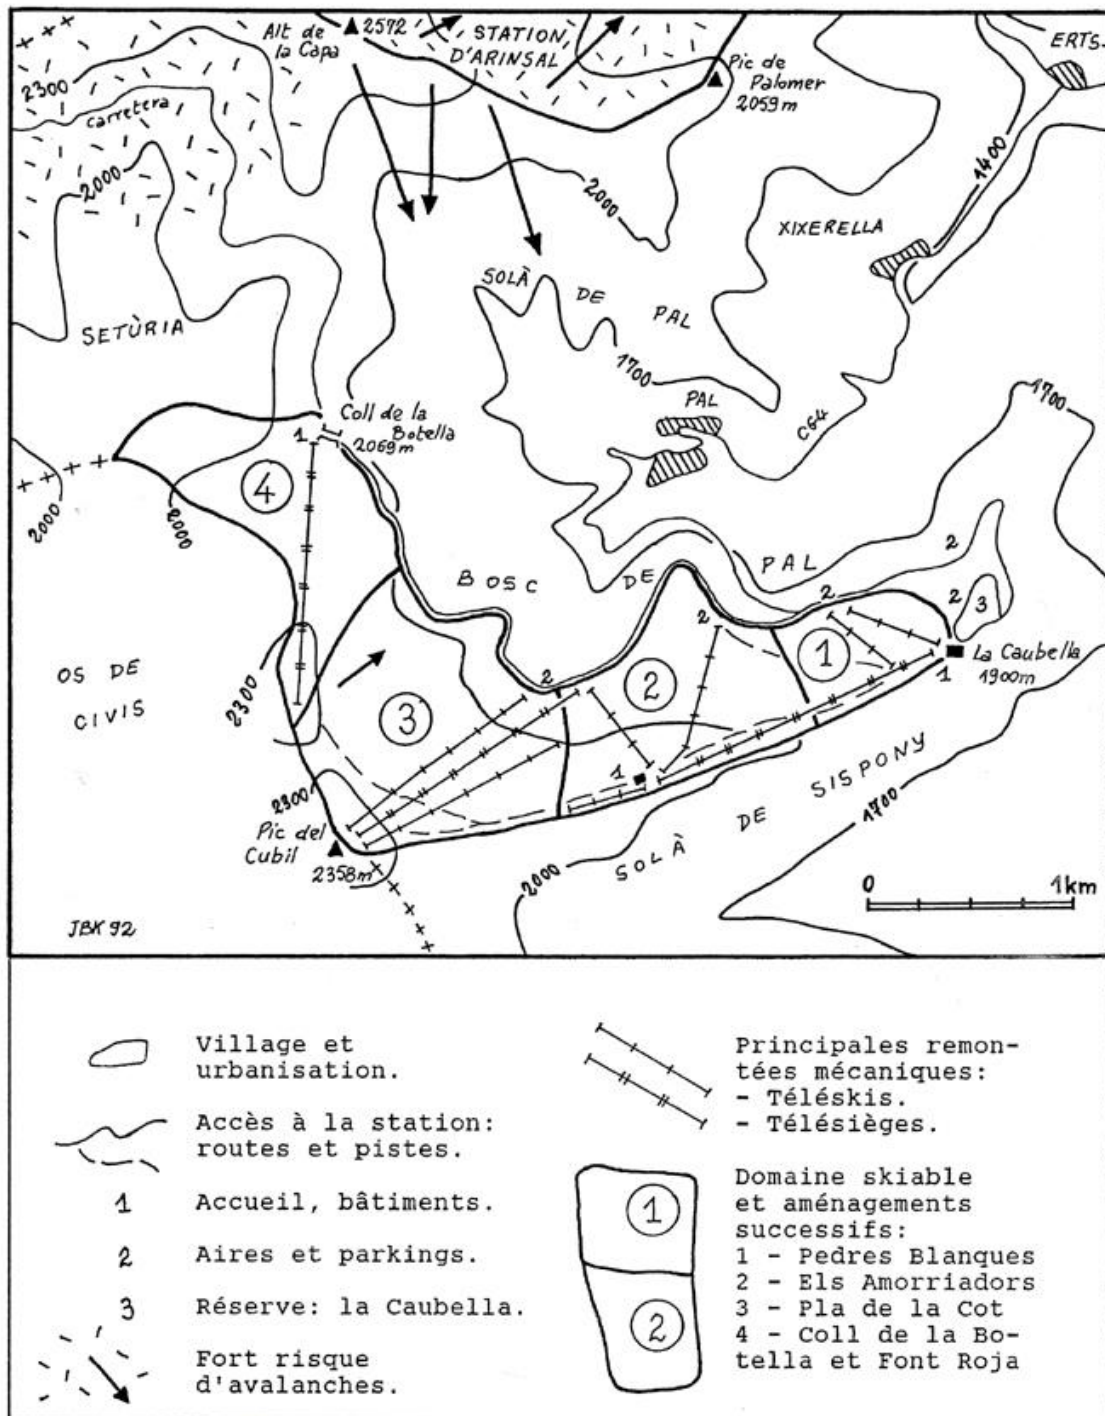 Alt de
la Capa
2572
STATION
D'ARINSAL
Pic de
Palomer
2059m
ERTS
2300
carretera
2000
1400
2000
XIXERELLA
SETÚRIA
SOLÀ DE PAL
1700
PAL
CG4
1700
Coll de la
Botella
2069m
1
4
2000
2000
BOSC DE PAL
2
2
3
2
2
1
La Caubella
1900m
1
OS DE
CIVIS
2300
3
2
2
1
2300
Pic del
Cubil
2358m
2000
SOLÀ DE SISPONY
1700
0 1km
JBK 92
Village et
urbanisation.
Accès à la station:
routes et pistes.
1 Accueil, bâtiments.
2 Aires et parkings.
3 Réserve: la Caubella.
Fort risque
d'avalanches.
Principales remon-
tées mécaniques:
- Téléskis.
- Télésièges.
1
2
Domaine skiable
et aménagements
successifs:
1 - Pedres Blanques
2 - Els Amorriadors
3 - Pla de la Cot
4 - Coll de la Bo-
tella et Font Roja